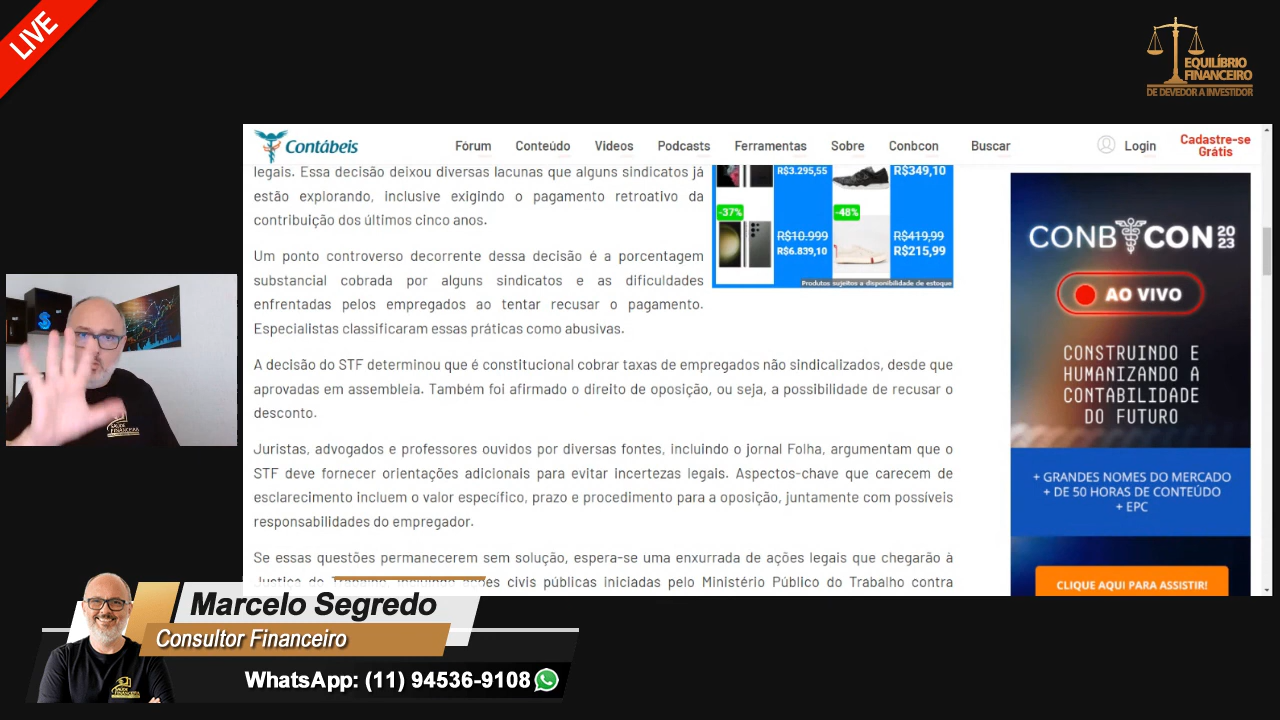 LIVE
EQUILÍBRIO
FINANCEIRO
DE DEVEDOR A INVESTIDOR
Contábeis
Fórum
Conteúdo
Videos
Podcasts
Ferramentas
Sobre
Conbcon
Buscar
Login
Cadastre-se
Grátis
legais. Essa decisão deixou diversas lacunas que alguns sindicatos já
estão explorando, inclusive exigindo o pagamento retroativo da
contribuição dos últimos cinco anos.
R$3.295,55
R$349,10
-37%
R$10.999
R$6.839,10
-48%
R$419,99
R$215,99
Produtos sujeitos a disponibilidade de estoque
Um ponto controverso decorrente dessa decisão é a porcentagem
substancial cobrada por alguns sindicatos e as dificuldades
enfrentadas pelos empregados ao tentar recusar o pagamento.
Especialistas classificaram essas práticas como abusivas.
A decisão do STF determinou que é constitucional cobrar taxas de empregados não sindicalizados, desde que
aprovadas em assembleia. Também foi afirmado o direito de oposição, ou seja, a possibilidade de recusar o
desconto.
Juristas, advogados e professores ouvidos por diversas fontes, incluindo o jornal Folha, argumentam que o
STF deve fornecer orientações adicionais para evitar incertezas legais. Aspectos-chave que carecem de
esclarecimento incluem o valor específico, prazo e procedimento para a oposição, juntamente com possíveis
responsabilidades do empregador.
Se essas questões permanecerem sem solução, espera-se uma enxurrada de ações legais que chegarão à
Justiça do Trabalho, incluindo ações civis públicas iniciadas pelo Ministério Público do Trabalho contra
CONBCON 2023
AO VIVO
CONSTRUINDO E
HUMANIZANDO A
CONTABILIDADE
DO FUTURO
+ GRANDES NOMES DO MERCADO
+ DE 50 HORAS DE CONTEÚDO
+ EPC
CLIQUE AQUI PARA ASSISTIR!
Marcelo Segredo
Consultor Financeiro
WhatsApp: (11) 94536-9108